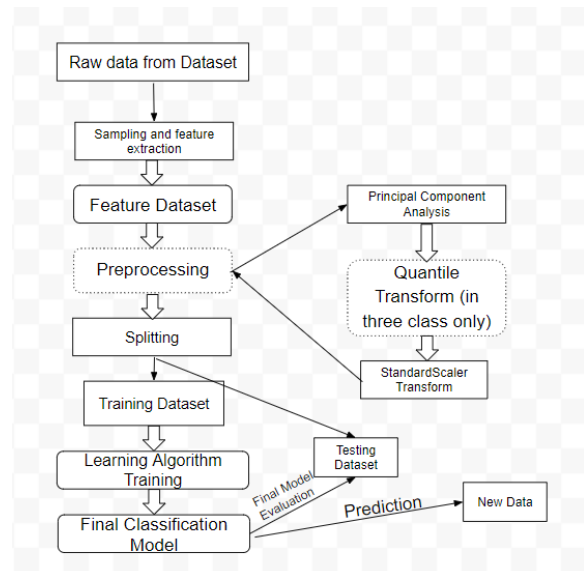 Raw data from Dataset
Sampling and feature
extraction
Feature Dataset
Principal Component
Analysis
Preprocessing
Quantile
Transform (in
three class only)
Splitting
StandardScaler
Transform
Training Dataset
Testing
Dataset
Learning Algorithm
Training
Final Model
Evaluation
Prediction
New Data
Final Classification
Model